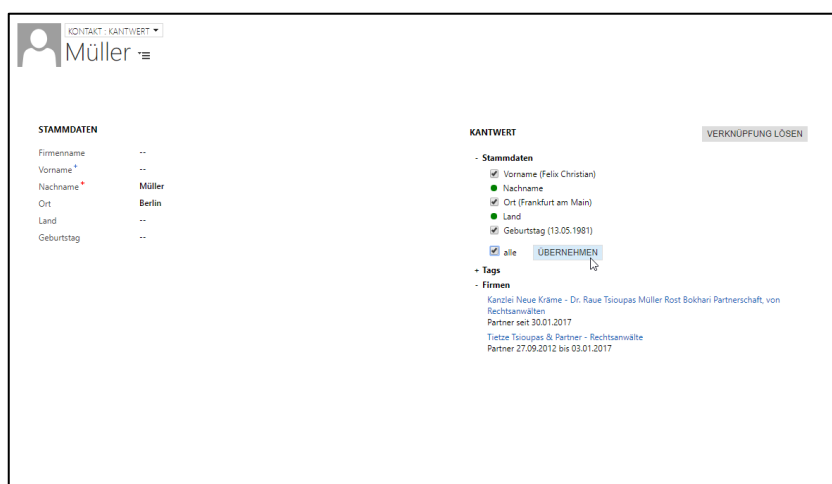 KONTAKT : KANTWERT
Müller
STAMMDATEN
Firmenname --
Vorname + --
Nachname * Müller
Ort Berlin
Land --
Geburtstag --
KANTWERT VERKNÜPFUNG LÖSEN
- Stammdaten
Vorname (Felix Christian)
Nachname
Ort (Frankfurt am Main)
Land
Geburtstag (13.05.1981)
alle ÜBERNEHMEN
+ Tags
- Firmen
Kanzlei Neue Kräme - Dr. Raue Tsioupas Müller Rost Bokhari Partnerschaft, von
Rechtsanwälten
Partner seit 30.01.2017
Tietze Tsioupas & Partner - Rechtsanwälte
Partner 27.09.2012 bis 03.01.2017